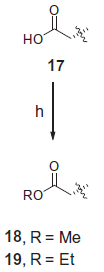 O
HO
17
h
O
RO
18, R = Me
19, R = Et